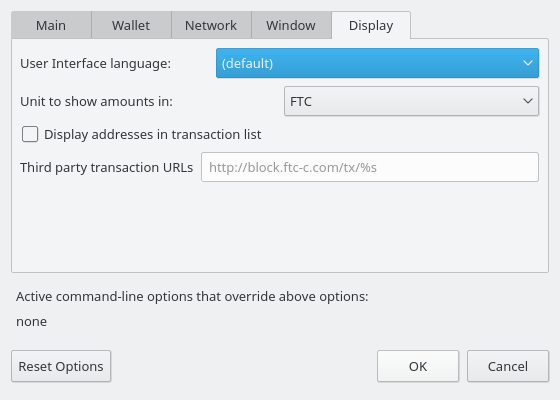 Main Wallet Network Window Display
User Interface language: (default)
Unit to show amounts in: FTC
Display addresses in transaction list
Third party transaction URLs http://block.ftc-c.com/tx/%s
Active command-line options that override above options:
none
Reset Options OK Cancel